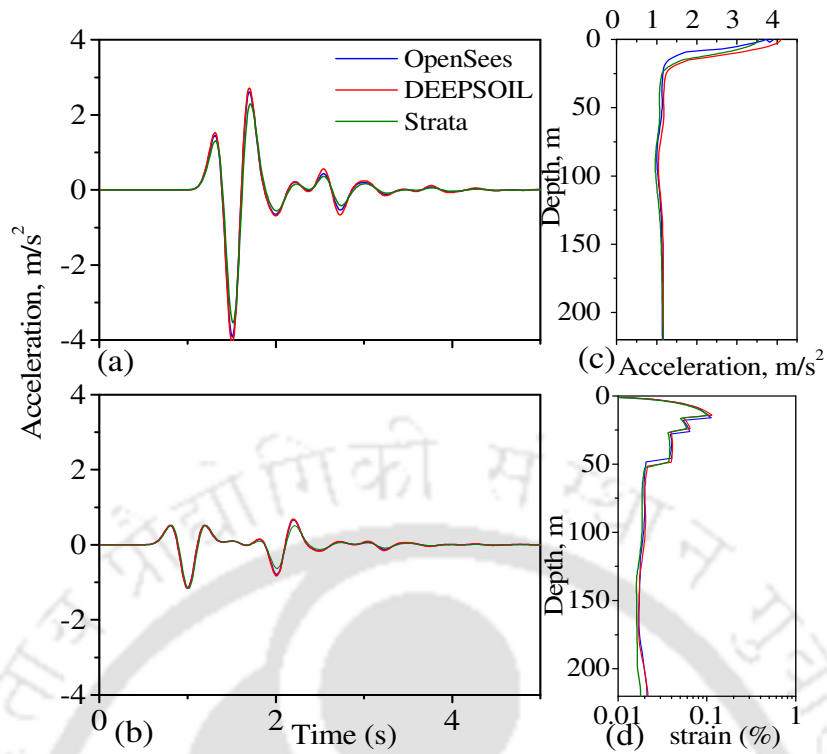 4
2
0
-2
-4
(a)
OpenSees
DEEPSOIL
Strata
Acceleration, m/s²
4
2
0
-2
-4
0
2
4
(b)
Time (s)
0 1 2 3 4
0
50
100
150
200
Depth, m
(c)
Acceleration, m/s²
0
50
100
150
200
Depth, m
0.01
0.1
1
(d)
strain (%)